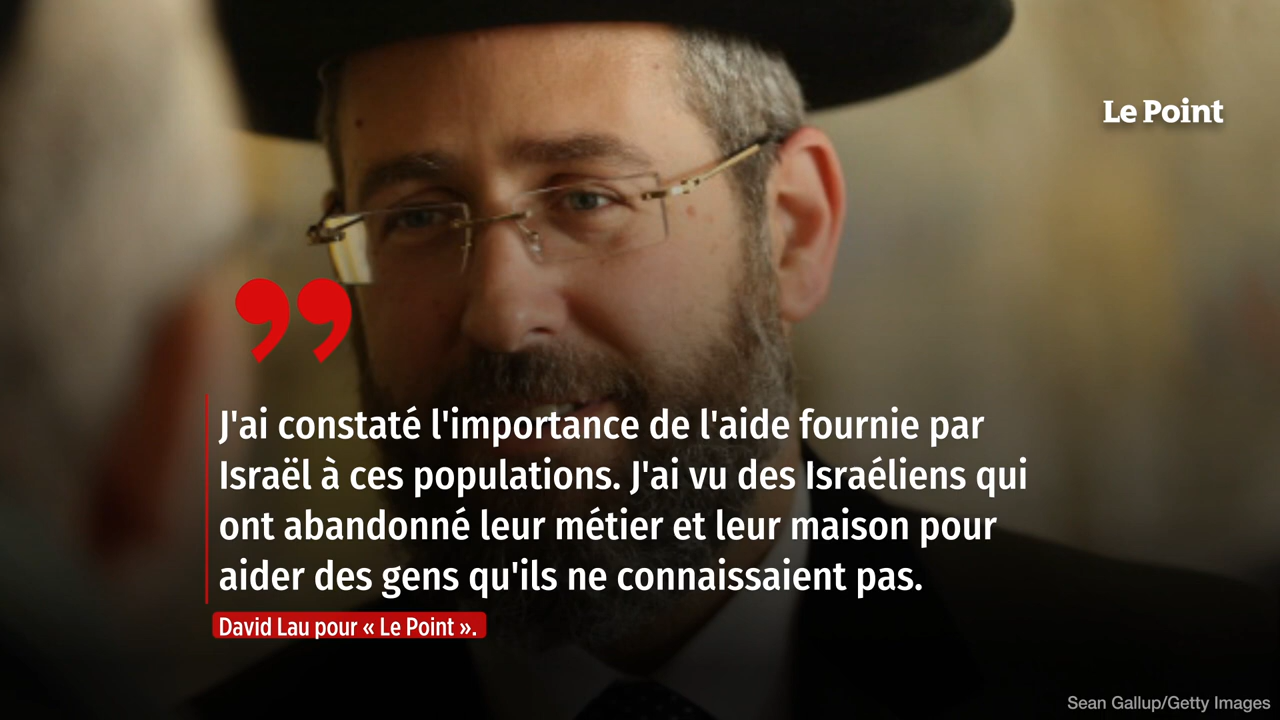 Le Point
J'ai constaté l'importance de l'aide fournie par
Israël à ces populations. J'ai vu des Israéliens qui
ont abandonné leur métier et leur maison pour
aider des gens qu'ils ne connaissaient pas.
David Lau pour « Le Point ».
Sean Gallup/Getty Images